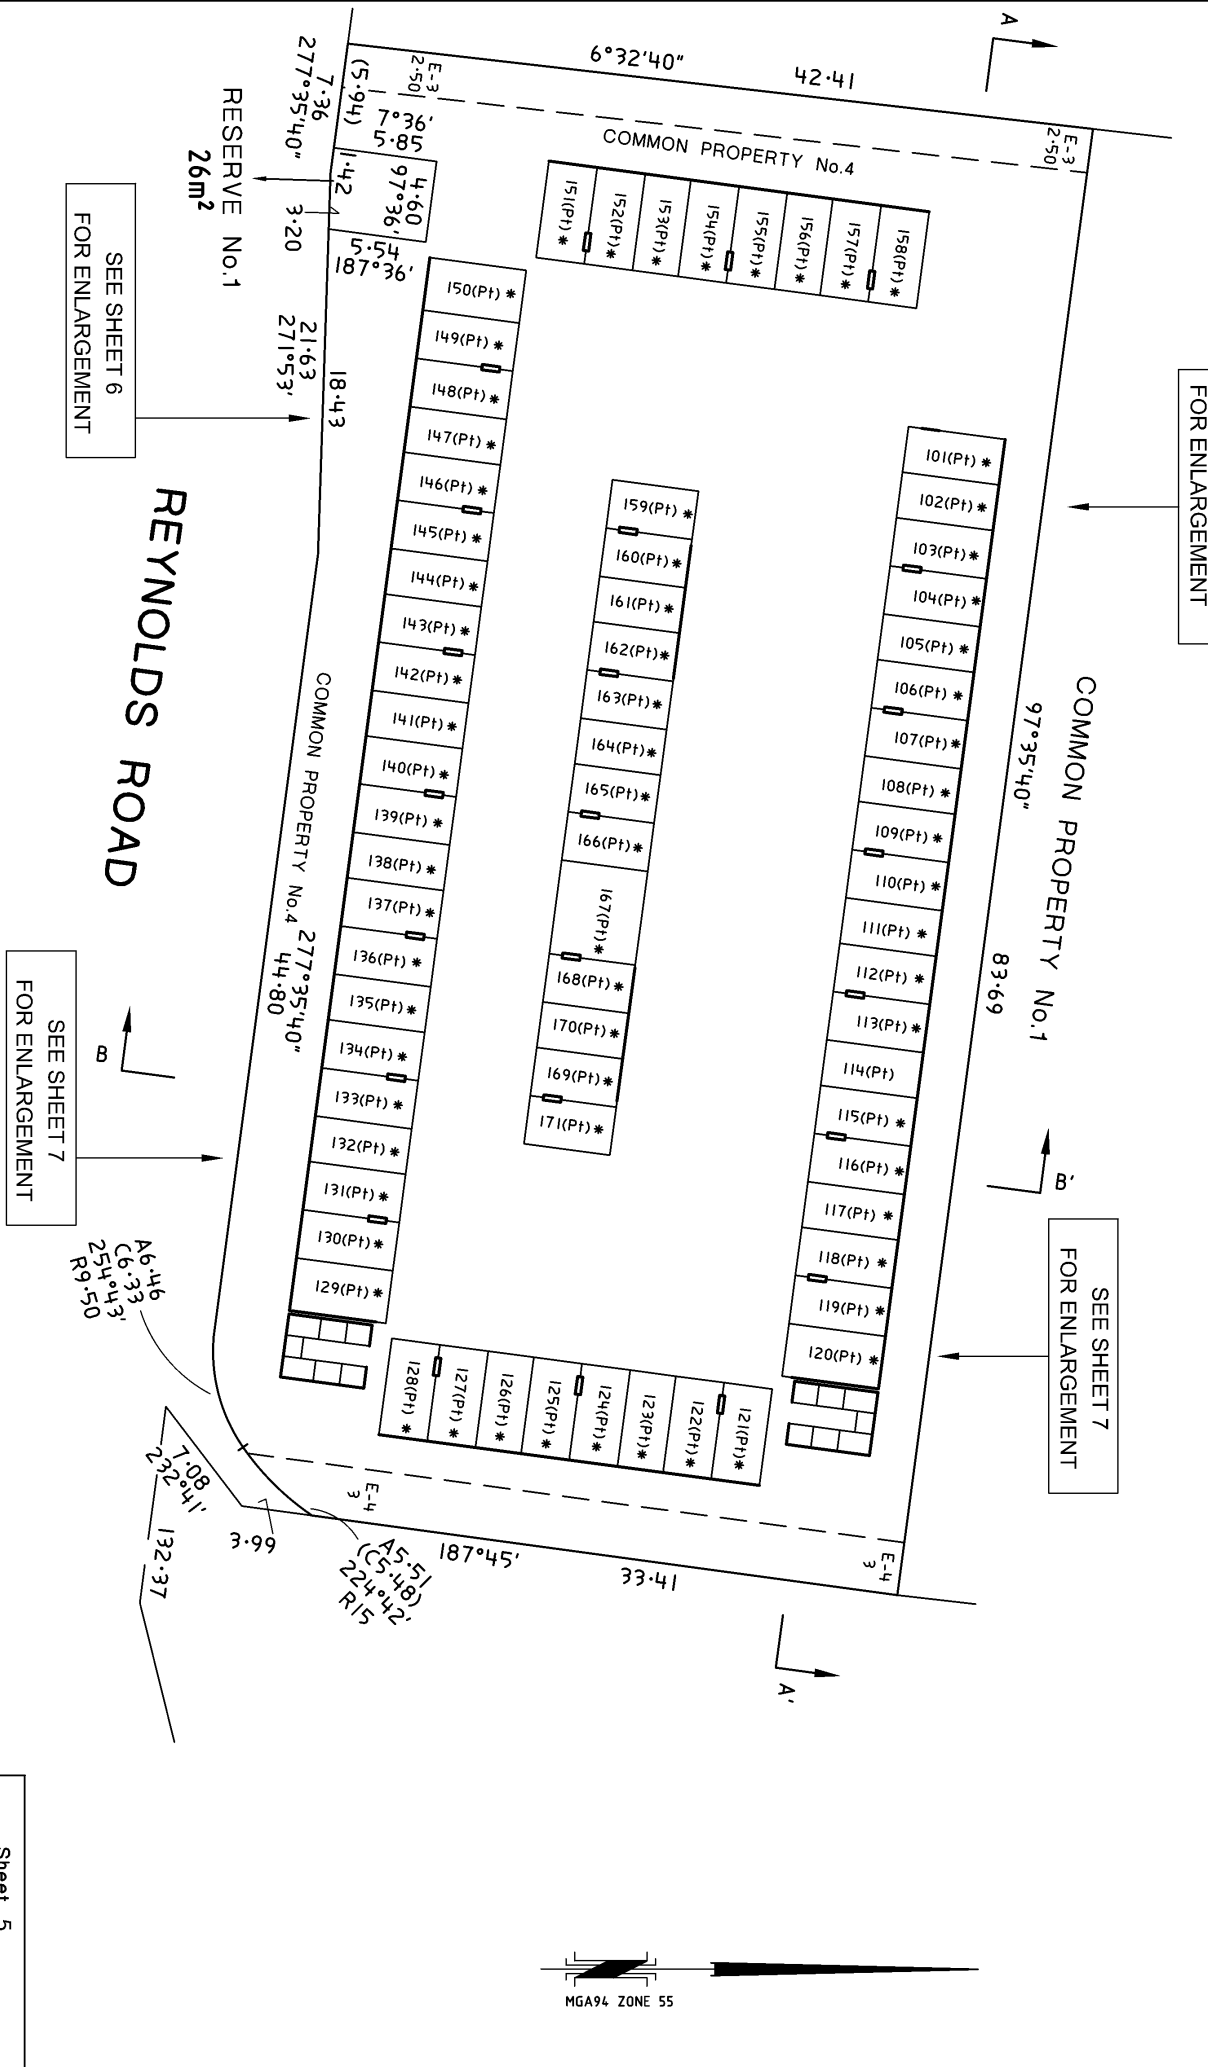 A
6°32'40"
42·41
E-3
2·50
E-3
2·50
COMMON PROPERTY No.4
7·36
277°35'40"
(5·94)
7°36'
5·85
4·60
97°36'
1·42
3·20
5·54
187°36'
RESERVE No.1
26m²
SEE SHEET 6
FOR ENLARGEMENT
FOR ENLARGEMENT
21·63
271°53'
18·43
REYNOLDS ROAD
151(Pt) *
152(Pt) *
153(Pt) *
154(Pt) *
155(Pt) *
156(Pt) *
157(Pt) *
158(Pt) *
150(Pt) *
149(Pt) *
148(Pt) *
147(Pt) *
146(Pt) *
145(Pt) *
144(Pt) *
143(Pt) *
142(Pt) *
141(Pt) *
140(Pt) *
139(Pt) *
138(Pt) *
137(Pt) *
136(Pt) *
135(Pt) *
134(Pt) *
133(Pt) *
132(Pt) *
131(Pt) *
130(Pt) *
129(Pt) *
159(Pt) *
160(Pt) *
161(Pt) *
162(Pt) *
163(Pt) *
164(Pt) *
165(Pt) *
166(Pt) *
167(Pt) *
168(Pt) *
170(Pt) *
169(Pt) *
171(Pt) *
101(Pt) *
102(Pt) *
103(Pt) *
104(Pt) *
105(Pt) *
106(Pt) *
107(Pt) *
108(Pt) *
109(Pt) *
110(Pt) *
111(Pt) *
112(Pt) *
113(Pt) *
114(Pt)
115(Pt) *
116(Pt) *
117(Pt) *
118(Pt) *
119(Pt) *
120(Pt) *
128(Pt) *
127(Pt) *
126(Pt) *
125(Pt) *
124(Pt) *
123(Pt) *
122(Pt) *
121(Pt) *
COMMON PROPERTY No.1
97°35'40"
83·69
COMMON PROPERTY No.4
277°35'40"
44·80
B
B'
SEE SHEET 7
FOR ENLARGEMENT
SEE SHEET 7
FOR ENLARGEMENT
A6·46
C6·33
254°43'
R9·50
7·08
232°41'
3·99
132·37
E-4
3
E-4
3
A5·51
(C5·48)
224°42'
R15
187°45'
33·41
A'
MGA94 ZONE 55
Sheet 5